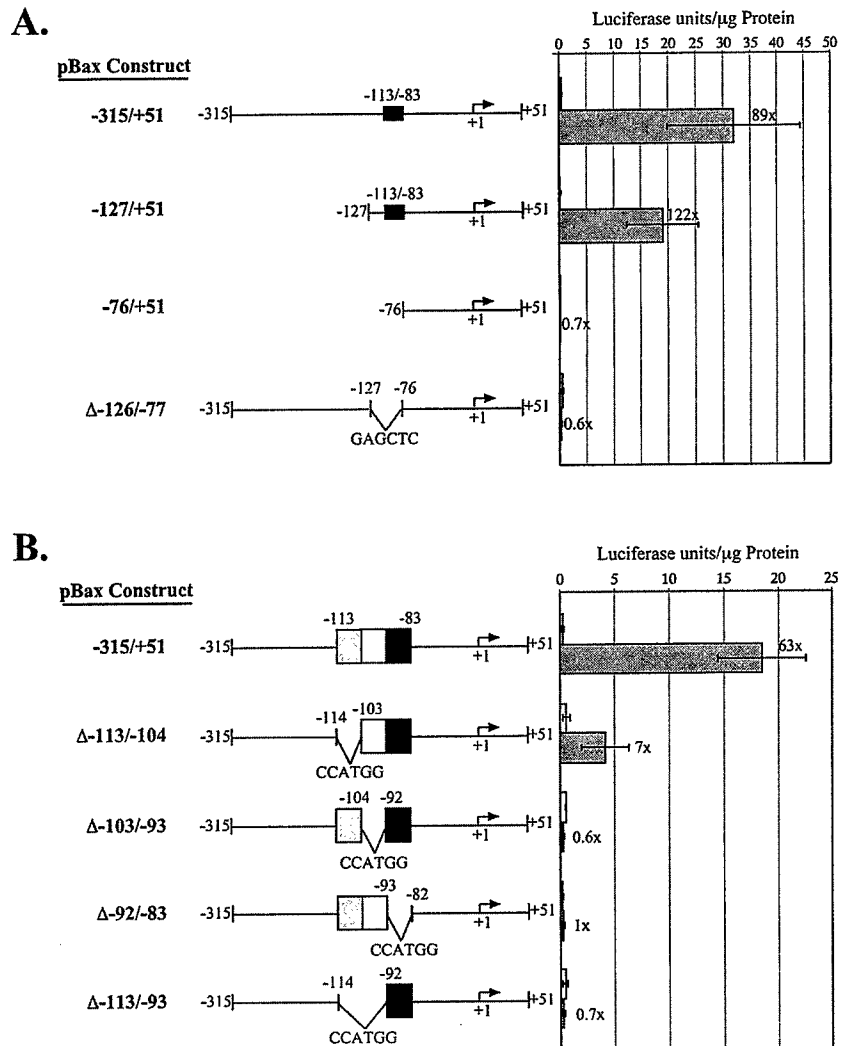 A.
Luciferase units/μg Protein
0 5 10 15 20 25 30 35 40 45 50
pBax Construct
-315/+51 -315 -113/-83 +1 +51 89x
-127/+51 -127 -113/-83 +1 +51 122x
-76/+51 -76 +1 +51 0.7x
Δ-126/-77 -315 -127 -76 +1 +51 0.6x
GAGCTC
B.
Luciferase units/μg Protein
0 5 10 15 20 25
pBax Construct
-315/+51 -315 -113 -83 +1 +51 63x
Δ-113/-104 -315 -114 -103 +1 +51 7x
CCATGG
Δ-103/-93 -315 -104 -92 +1 +51 0.6x
CCATGG
Δ-92/-83 -315 -93 -82 +1 +51 1x
CCATGG
Δ-113/-93 -315 -114 -92 +1 +51 0.7x
CCATGG